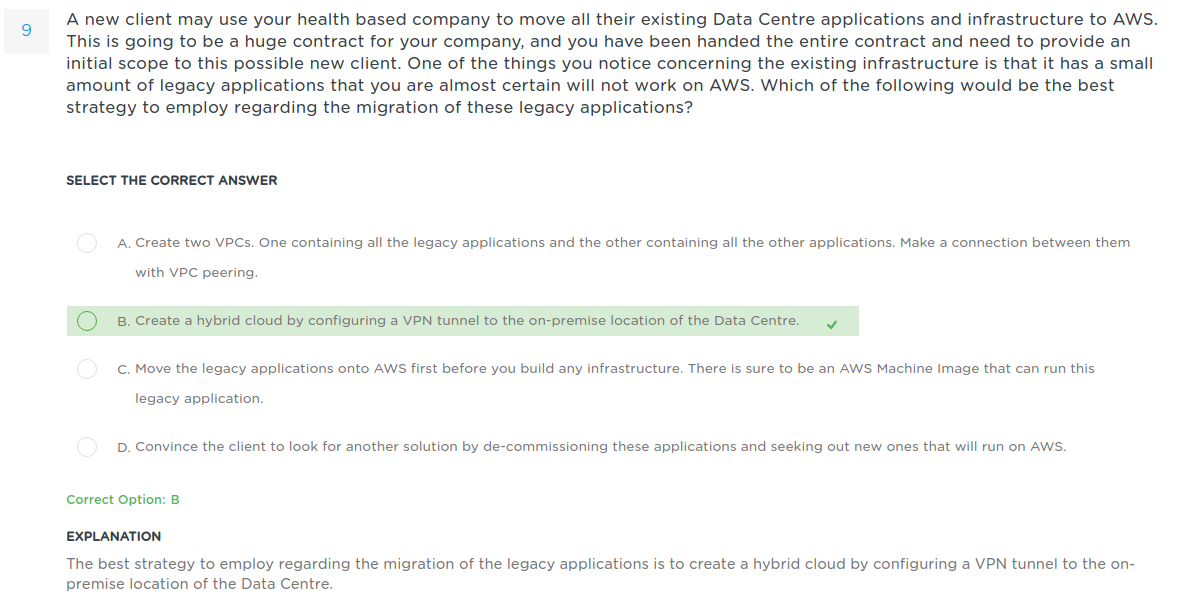 9
A new client may use your health based company to move all their existing Data Centre applications and infrastructure to AWS.
This is going to be a huge contract for your company, and you have been handed the entire contract and need to provide an
initial scope to this possible new client. One of the things you notice concerning the existing infrastructure is that it has a small
amount of legacy applications that you are almost certain will not work on AWS. Which of the following would be the best
strategy to employ regarding the migration of these legacy applications?
SELECT THE CORRECT ANSWER
A. Create two VPCs. One containing all the legacy applications and the other containing all the other applications. Make a connection between them
with VPC peering.
B. Create a hybrid cloud by configuring a VPN tunnel to the on-premise location of the Data Centre.
C. Move the legacy applications onto AWS first before you build any infrastructure. There is sure to be an AWS Machine Image that can run this
legacy application.
D. Convince the client to look for another solution by de-commissioning these applications and seeking out new ones that will run on AWS.
Correct Option: B
EXPLANATION
The best strategy to employ regarding the migration of the legacy applications is to create a hybrid cloud by configuring a VPN tunnel to the on-
premise location of the Data Centre.